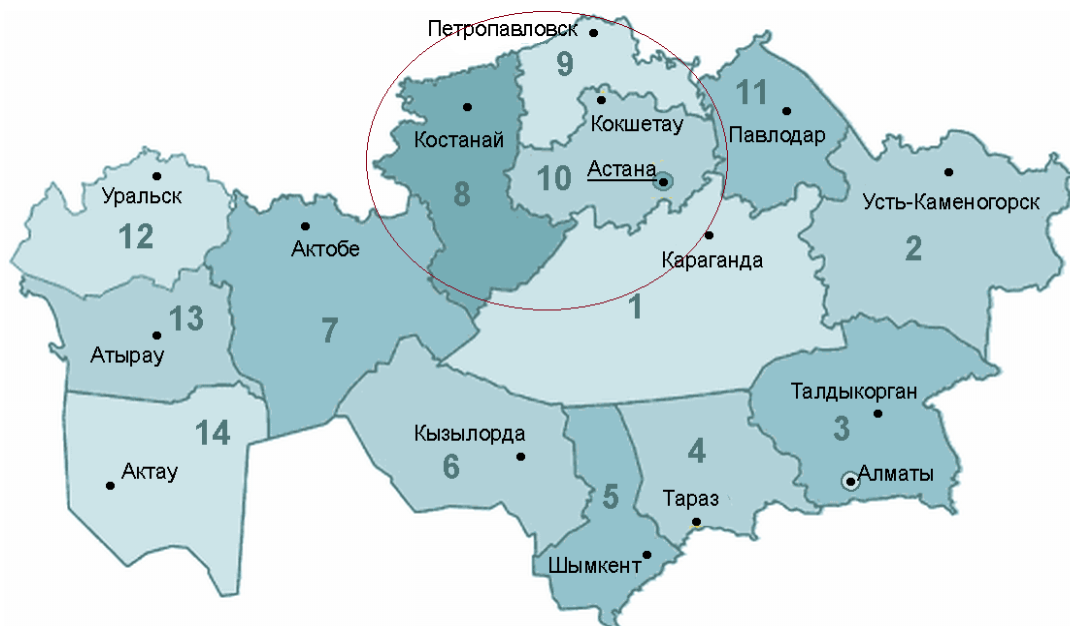 Петропавловск
9
11
Костанай
Кокшетау
Павлодар
Астана
10
Уральск
8
Усть-Каменогорск
12
Актобе
2
Караганда
13
1
7
Атырау
Талдыкорган
14
Кызылорда
3
4
6
Актау
Алматы
5
Тараз
Шымкент